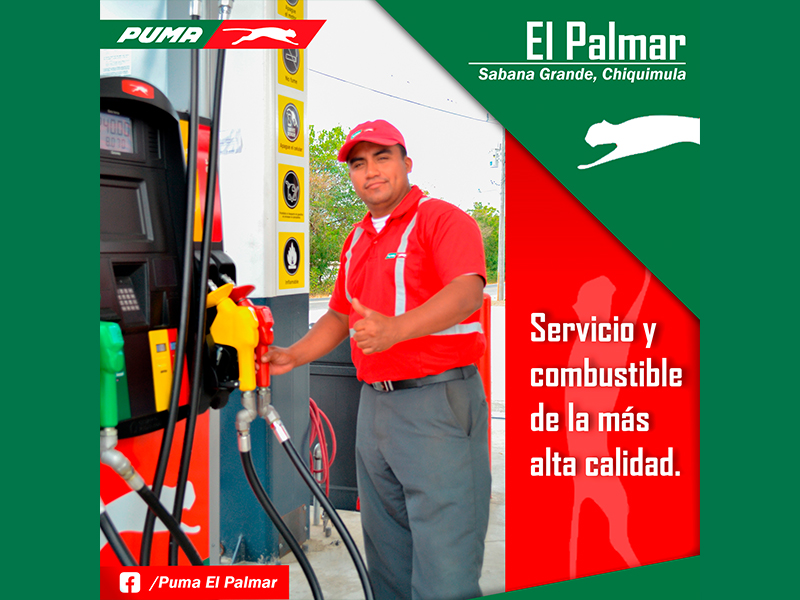 PUMA
El Palmar
Sabana Grande, Chiquimula
Servicio y
combustible
de la más
alta calidad.
/Puma El Palmar